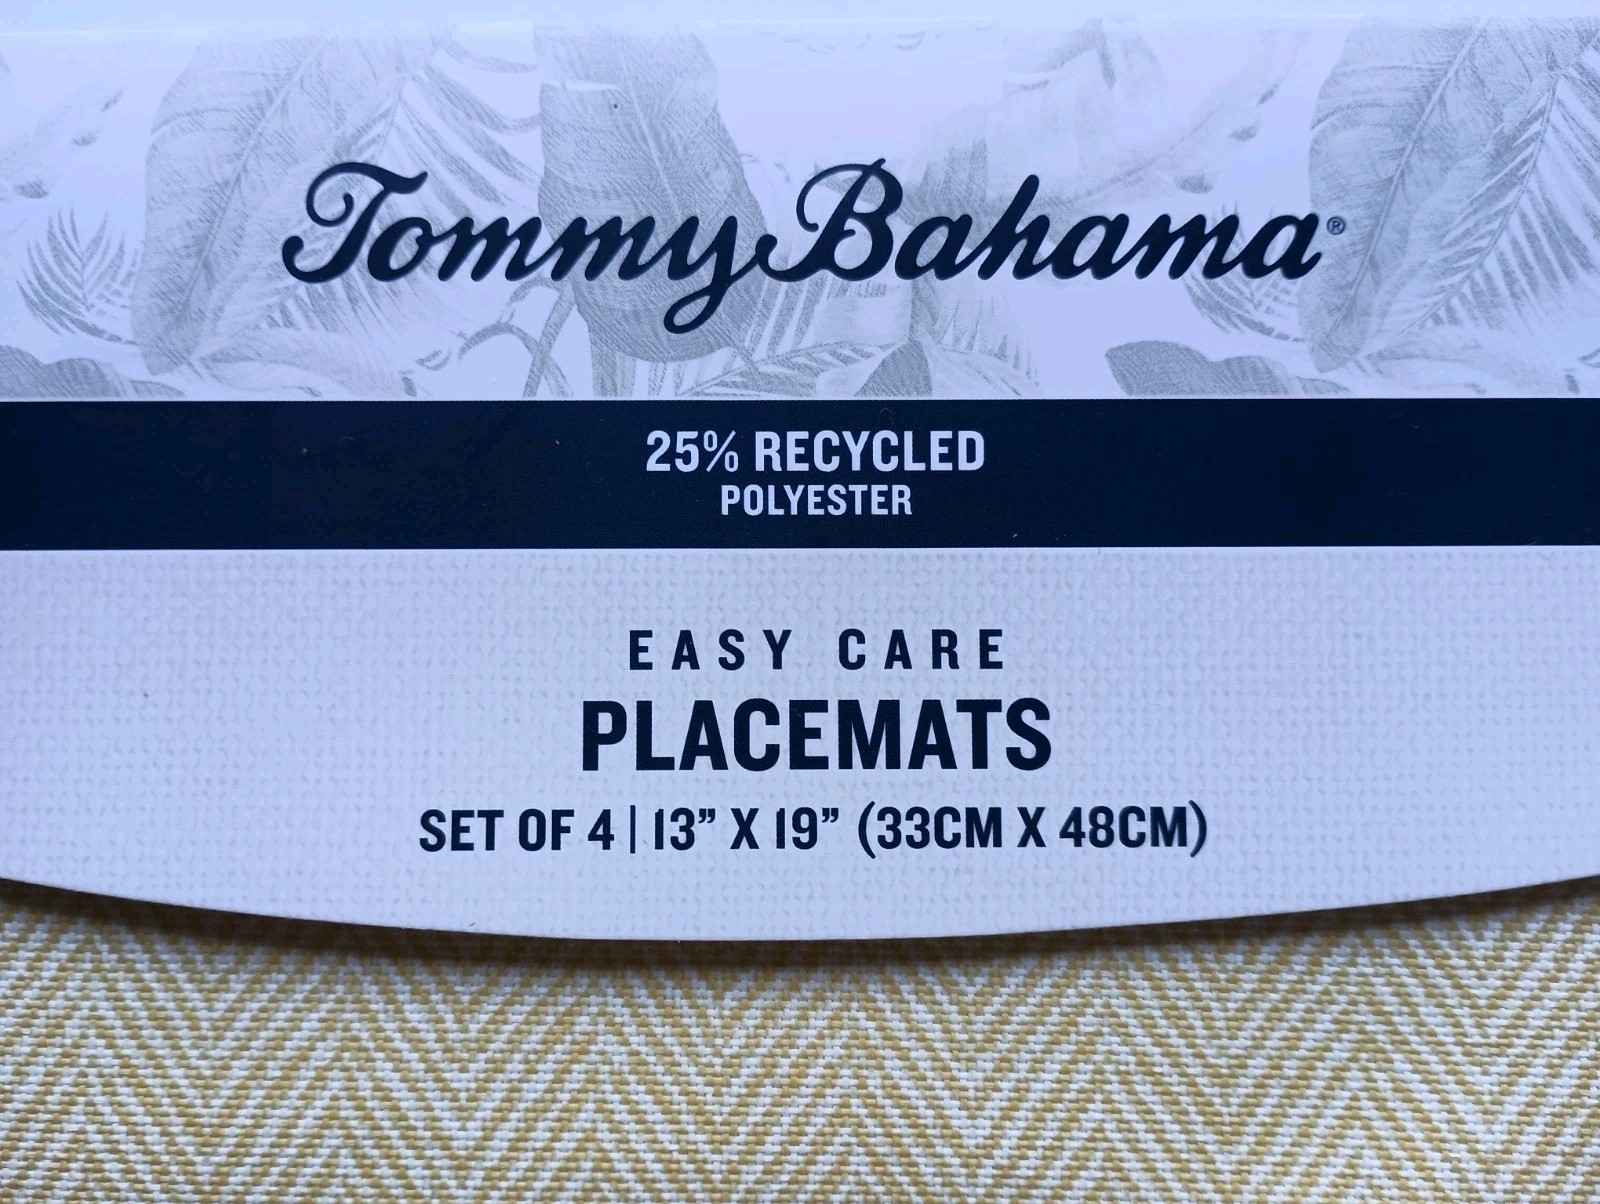 Tommy Bahama®
25% RECYCLED
POLYESTER
EASY CARE
PLACEMATS
SET OF 4 | 13” X 19” (33CM X 48CM)